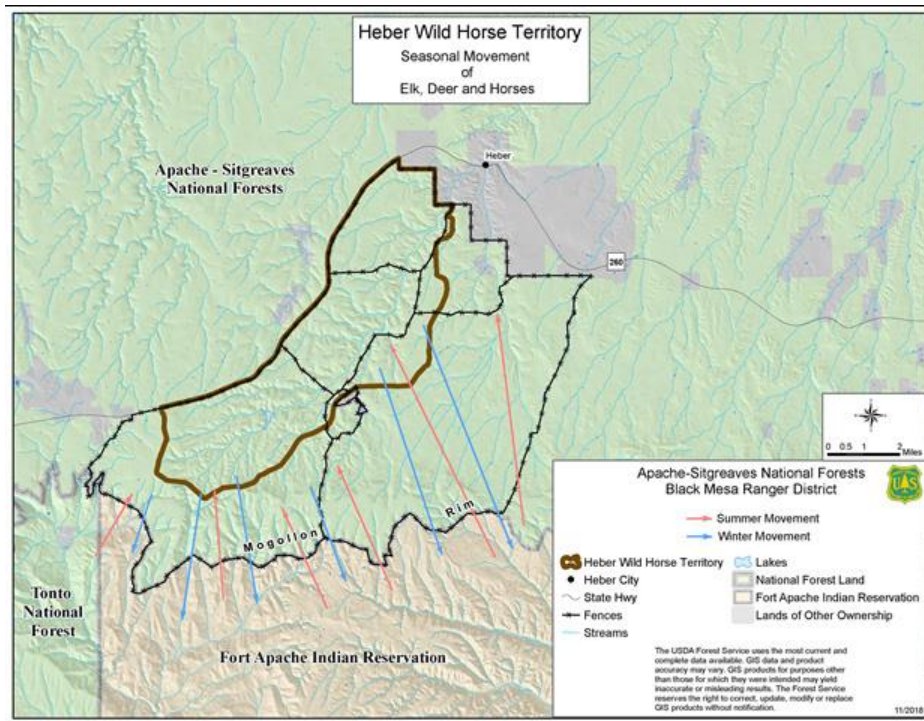 Heber Wild Horse Territory
Seasonal Movement
of
Elk, Deer and Horses
Apache - Sitgreaves
National Forests
Heber
260
0 0.5 1 2
Miles
Mogollon Rim
Tonto
National
Forest
Fort Apache Indian Reservation
Apache-Sitgreaves National Forests
Black Mesa Ranger District
UAS
Summer Movement
Winter Movement
Heber Wild Horse Territory
Heber City
State Hwy
Fences
Streams
Lakes
National Forest Land
Fort Apache Indian Reservation
Lands of Other Ownership
The USDA Forest Service uses the most current and
complete data available. GIS data and product
accuracy may vary. GIS products for purposes other
than those for which they were intended may yield
inaccurate or misleading results. The Forest Service
reserves the right to correct, update, modify or replace
GIS products without notification.
11/2018